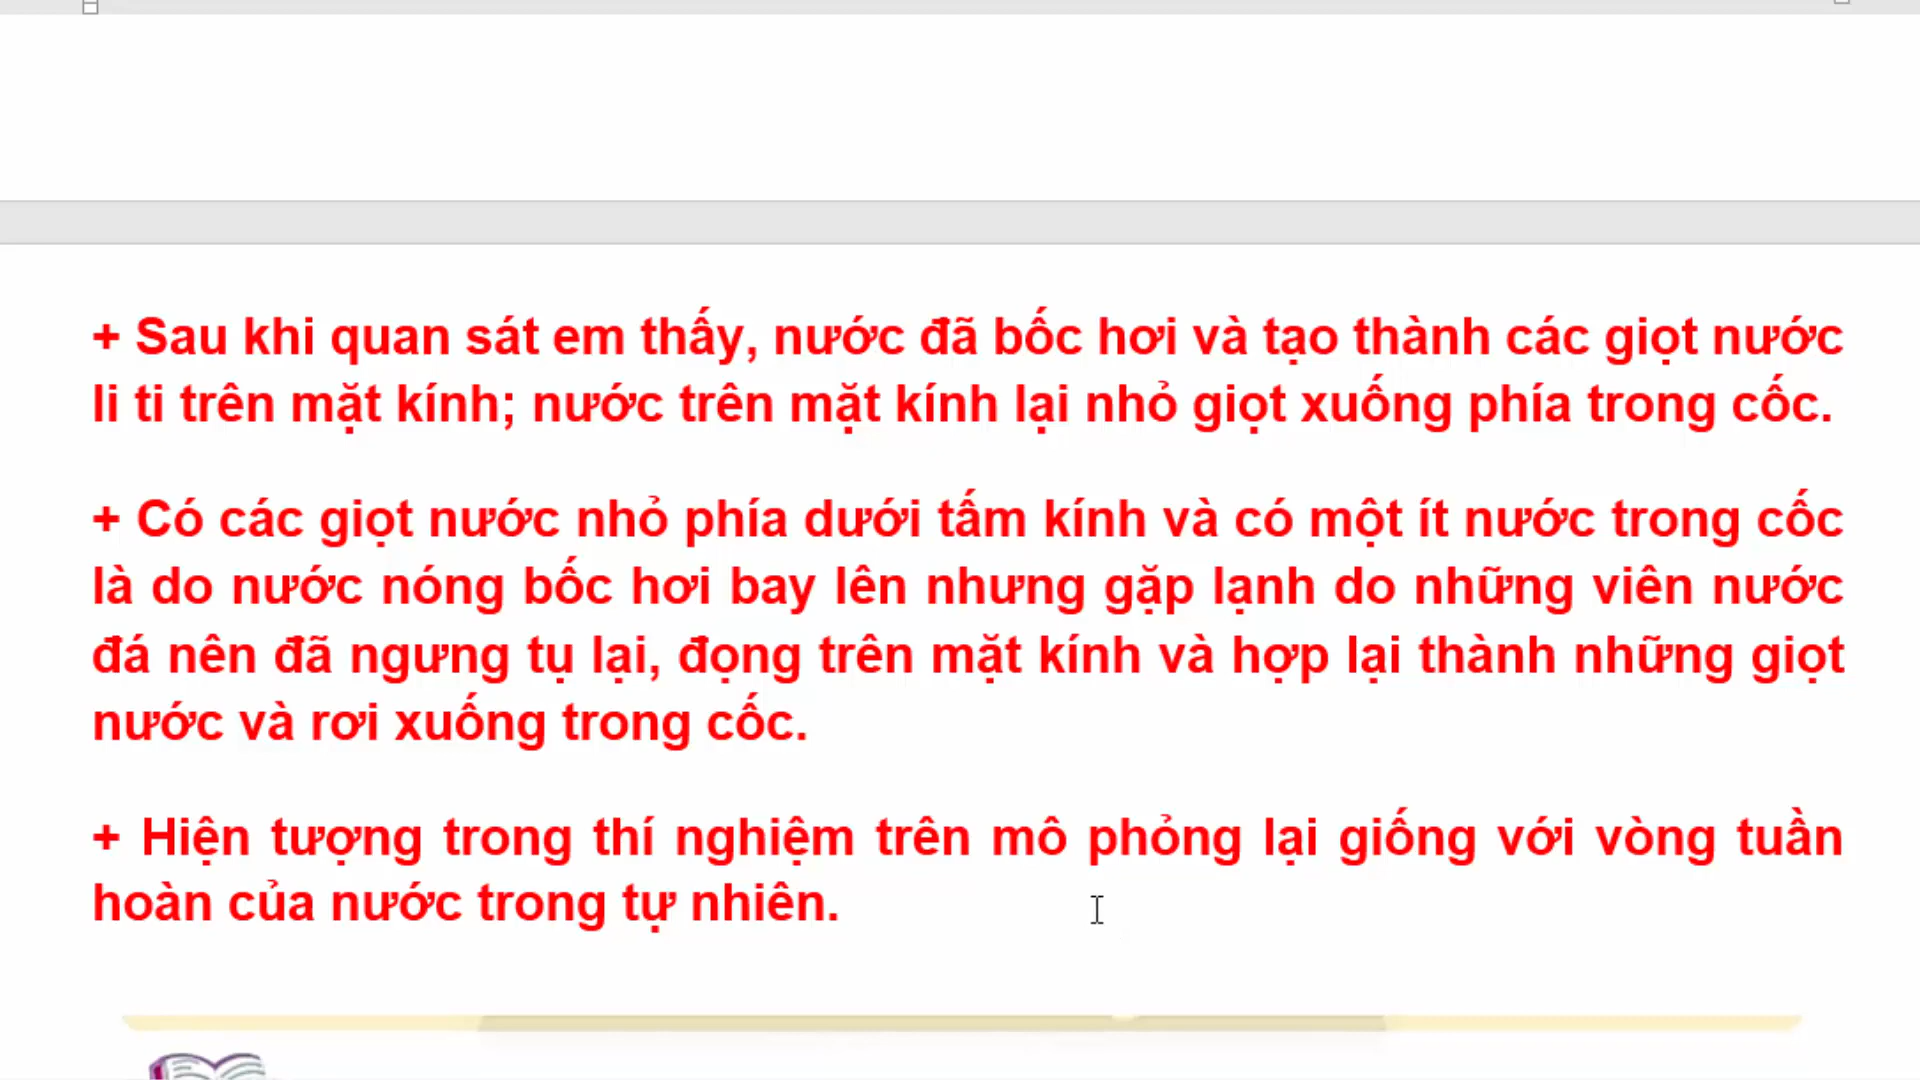 + Sau khi quan sát em thấy, nước đã bốc hơi và tạo thành các giọt nước
li ti trên mặt kính; nước trên mặt kính lại nhỏ giọt xuống phía trong cốc.
+ Có các giọt nước nhỏ phía dưới tấm kính và có một ít nước trong cốc
là do nước nóng bốc hơi bay lên nhưng gặp lạnh do những viên nước
đá nên đã ngưng tụ lại, đọng trên mặt kính và hợp lại thành những giọt
nước và rơi xuống trong cốc.
+ Hiện tượng trong thí nghiệm trên mô phỏng lại giống với vòng tuần
hoàn của nước trong tự nhiên.